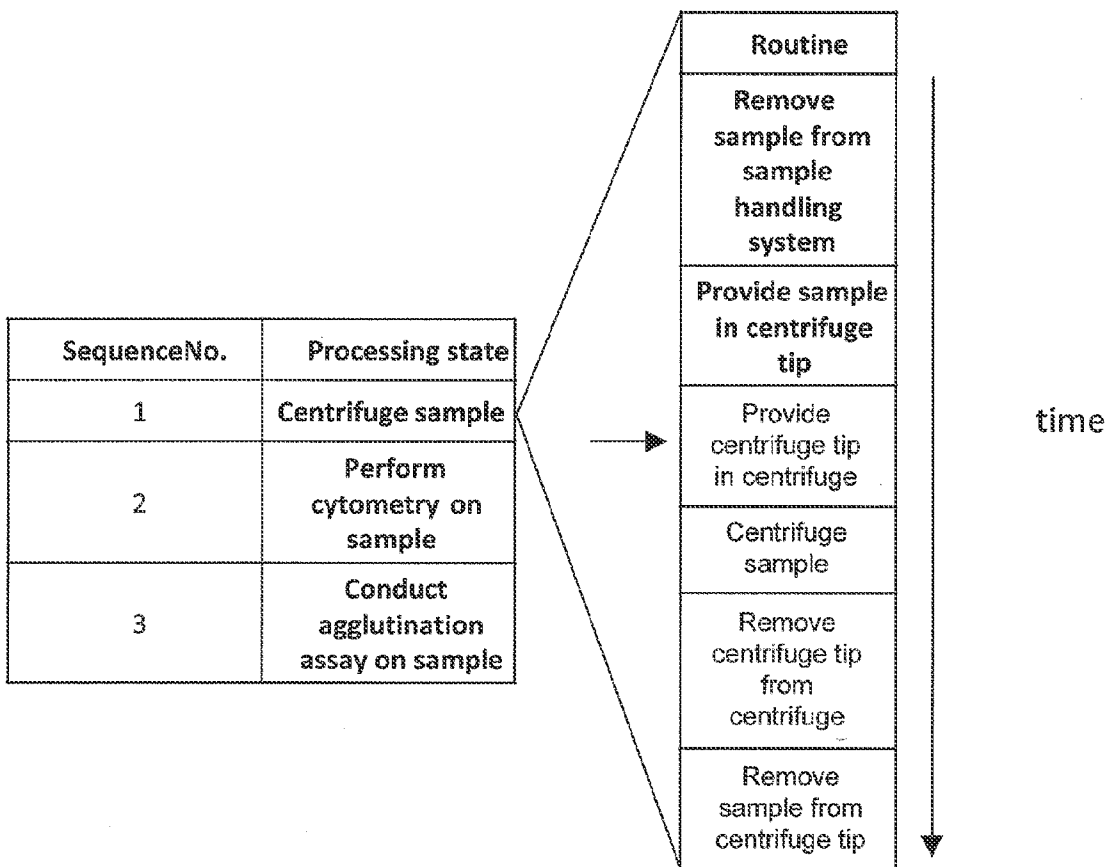 SequenceNo. Processing state
1 Centrifuge sample
2 Perform
cytometry on
sample
3 Conduct
agglutination
assay on sample
Routine
Remove
sample from
sample
handling
system
Provide sample
in centrifuge
tip
Provide
centrifuge tip
in centrifuge
Centrifuge
sample
Remove
centrifuge tip
from
centrifuge
Remove
sample from
centrifuge tip
time